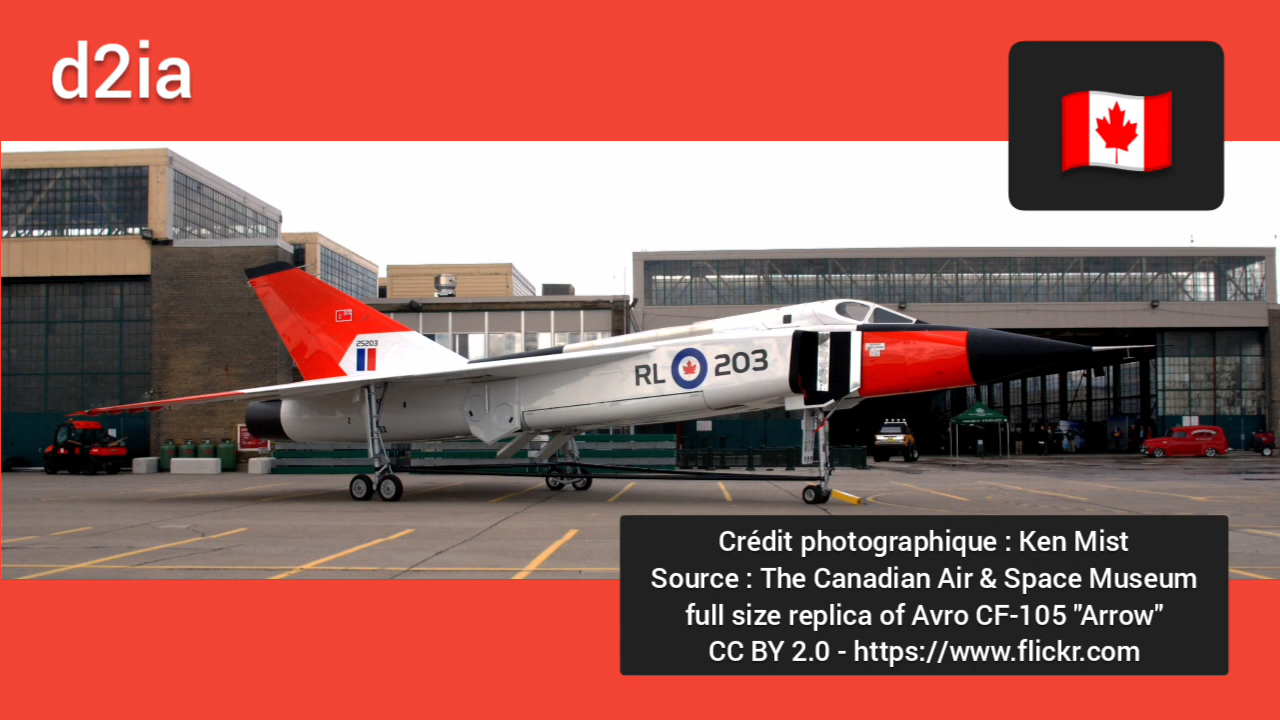 d2ia
25203
RL 203
Crédit photographique : Ken Mist
Source : The Canadian Air & Space Museum
full size replica of Avro CF-105 "Arrow"
CC BY 2.0 - https://www.flickr.com